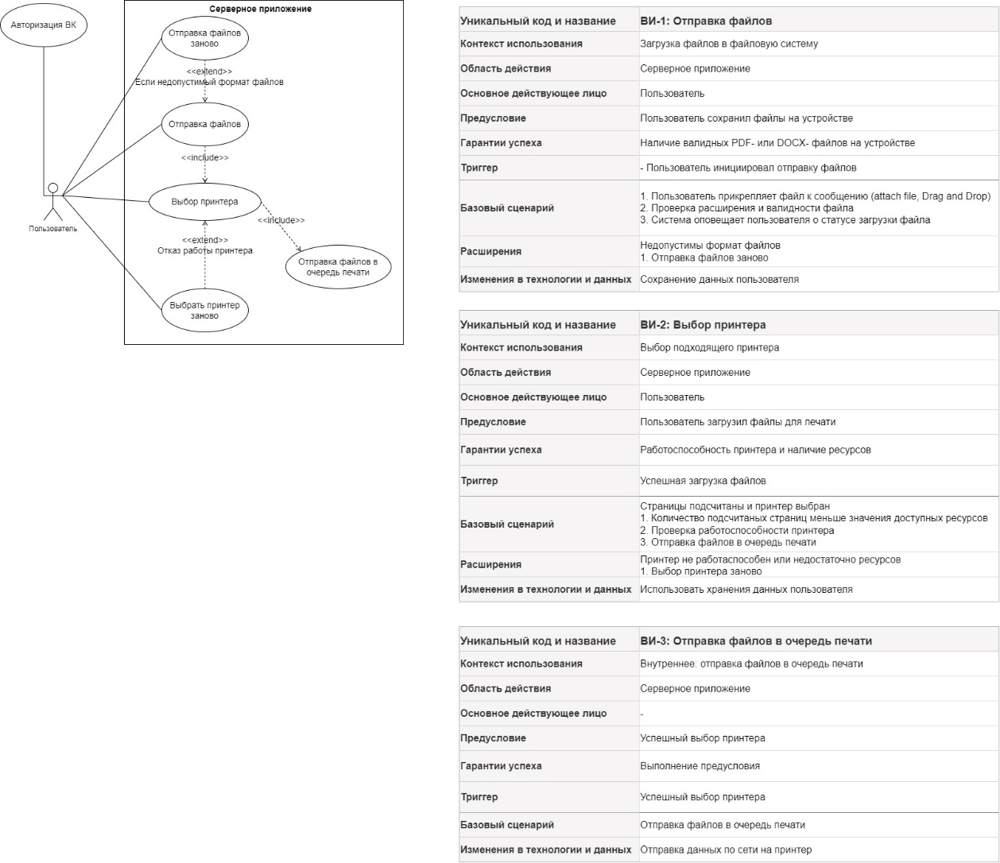 Авторизация ВК
Серверное приложение
Отправка файлов
заново
<<extend>>
Если недопустимый формат файлов
Отправка файлов
<<include>>
Выбор принтера
<<include>>
<<extend>>
Отказ работы принтера
Отправка файлов в
очередь печати
Выбрать принтер
заново
Пользователь
Уникальный код и название ВИ-1: Отправка файлов
Контекст использования Загрузка файлов в файловую систему
Область действия Серверное приложение
Основное действующее лицо Пользователь
Предусловие Пользователь сохранил файлы на устройстве
Гарантии успеха Наличие валидных PDF- или DOCX- файлов на устройстве
Триггер - Пользователь инициировал отправку файлов
Базовый сценарий
1. Пользователь прикрепляет файл к сообщению (attach file, Drag and Drop)
2. Проверка расширения и валидности файла
3. Система оповещает пользователя о статусе загрузки файла
Расширения
Недопустимы формат файлов
1. Отправка файлов заново
Изменения в технологии и данных Сохранение данных пользователя
Уникальный код и название ВИ-2: Выбор принтера
Контекст использования Выбор подходящего принтера
Область действия Серверное приложение
Основное действующее лицо Пользователь
Предусловие Пользователь загрузил файлы для печати
Гарантии успеха Работоспособность принтера и наличие ресурсов
Триггер Успешная загрузка файлов
Базовый сценарий
Страницы подсчитаны и принтер выбран
1. Количество подсчитаных страниц меньше значения доступных ресурсов
2. Проверка работоспособности принтера
3. Отправка файлов в очередь печати
Расширения
Принтер не работаспособен или недостаточно ресурсов
1. Выбор принтера заново
Изменения в технологии и данных Использовать хранения данных пользователя
Уникальный код и название ВИ-3: Отправка файлов в очередь печати
Контекст использования Внутреннее: отправка файлов в очередь печати
Область действия Серверное приложение
Основное действующее лицо -
Предусловие Успешный выбор принтера
Гарантии успеха Выполнение предусловия
Триггер Успешный выбор принтера
Базовый сценарий Отправка файлов в очередь печати
Изменения в технологии и данных Отправка данных по сети на принтер